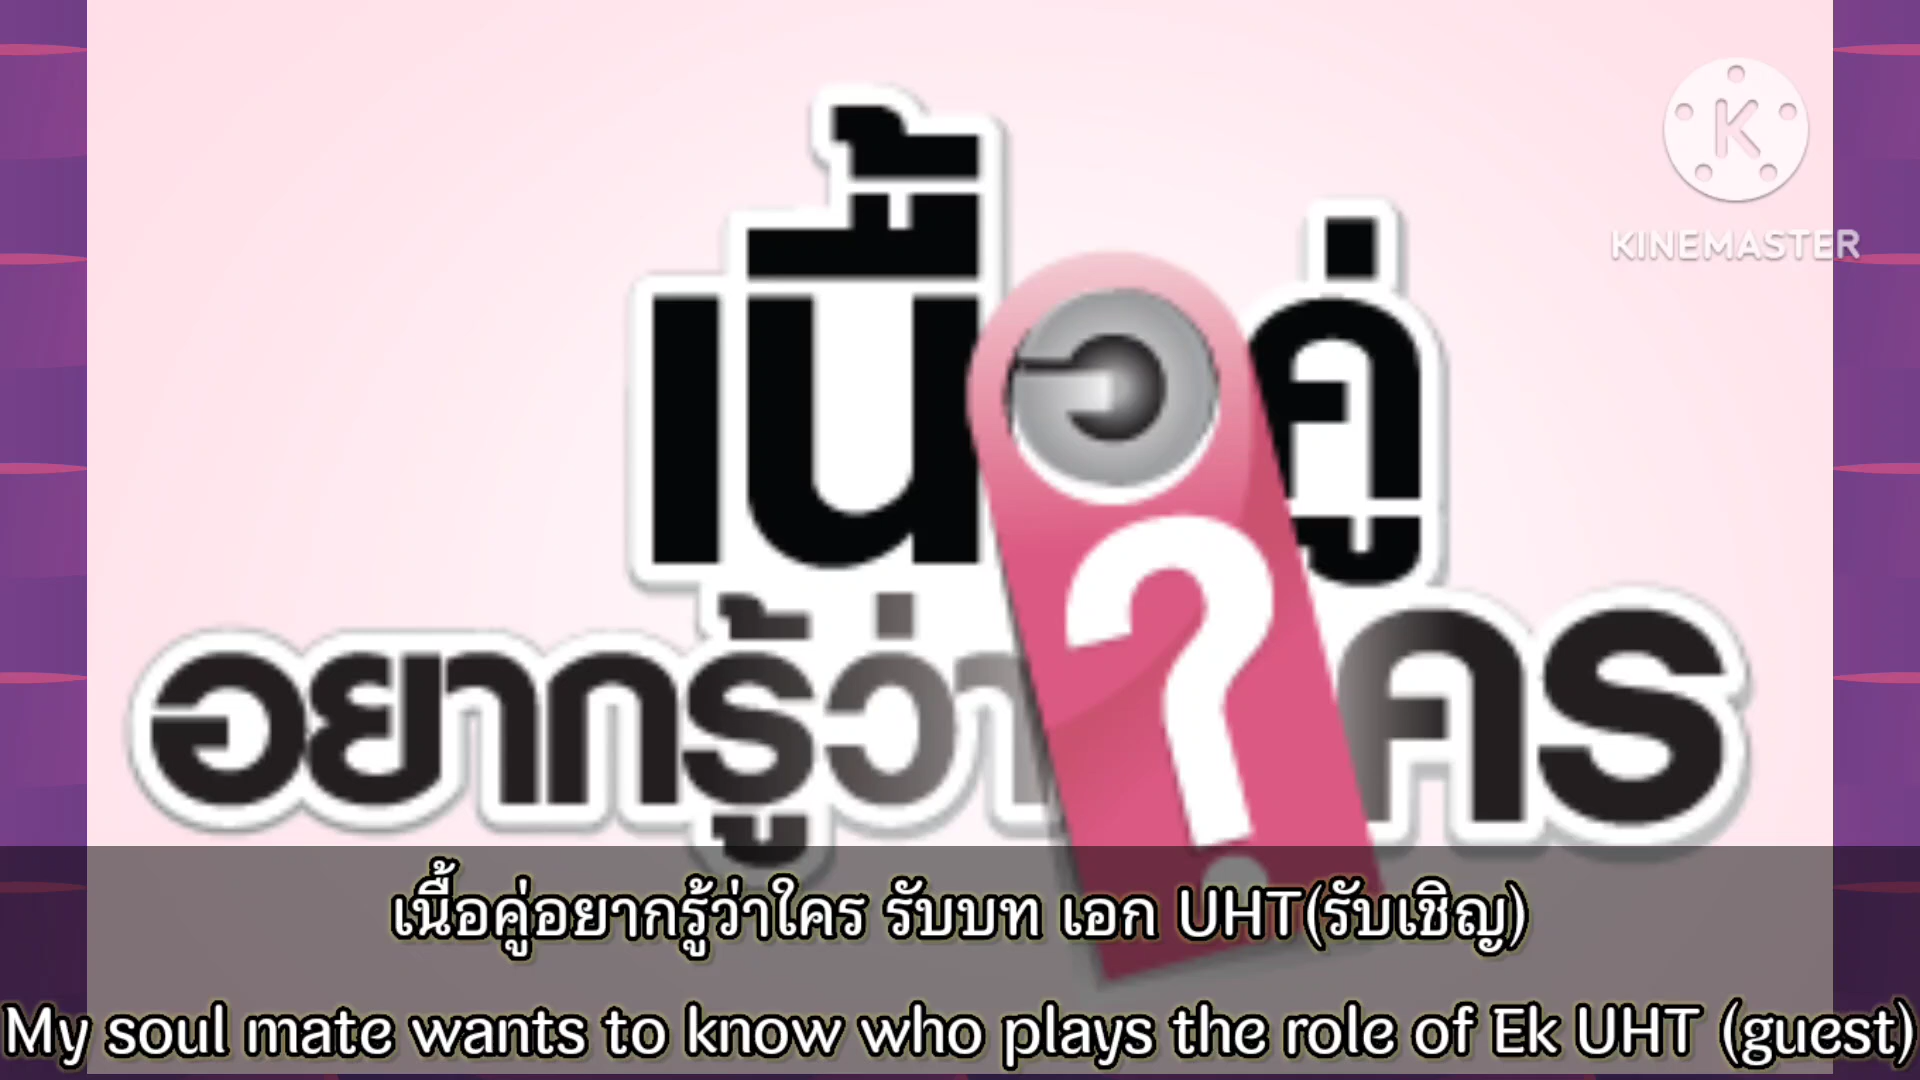 เนื้อคู่
อยากรู้ว่าใคร
?
K
KINEMASTER
เนื้อคู่อยากรู้ว่าใคร รับบท เอก UHT(รับเชิญ)
My soul mate wants to know who plays the role of Ek UHT (guest)